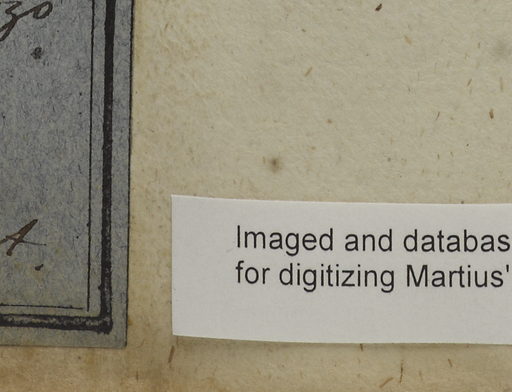 Imaged and databas
for digitizing Martius'